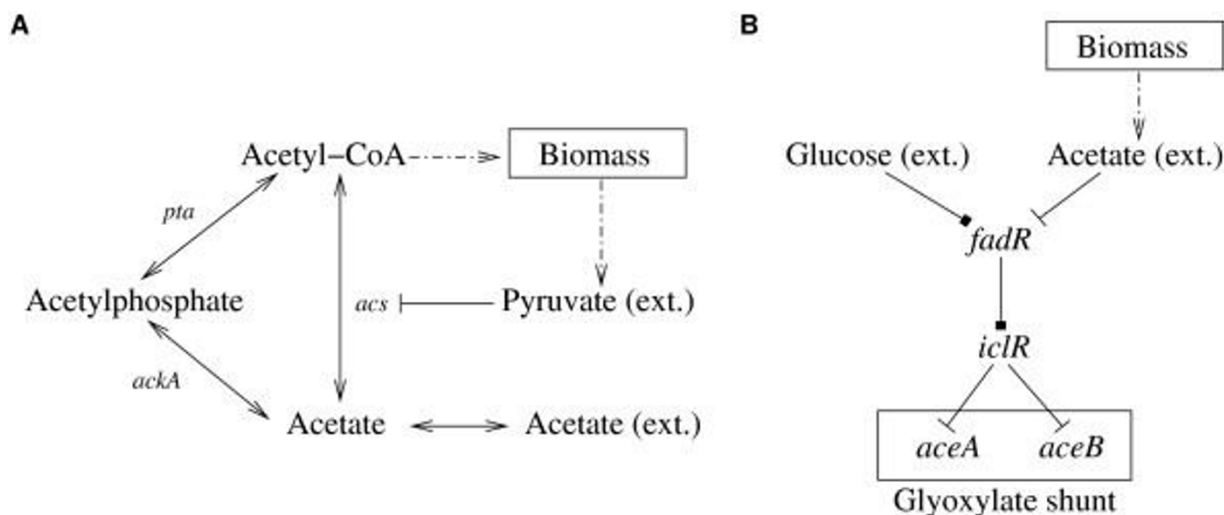 A
Acetyl–CoA
Biomass
pta
Acetylphosphate
acs
Pyruvate (ext.)
ackA
Acetate
Acetate (ext.)
B
Biomass
Glucose (ext.)
Acetate (ext.)
fadR
iclR
aceA
aceB
Glyoxylate shunt